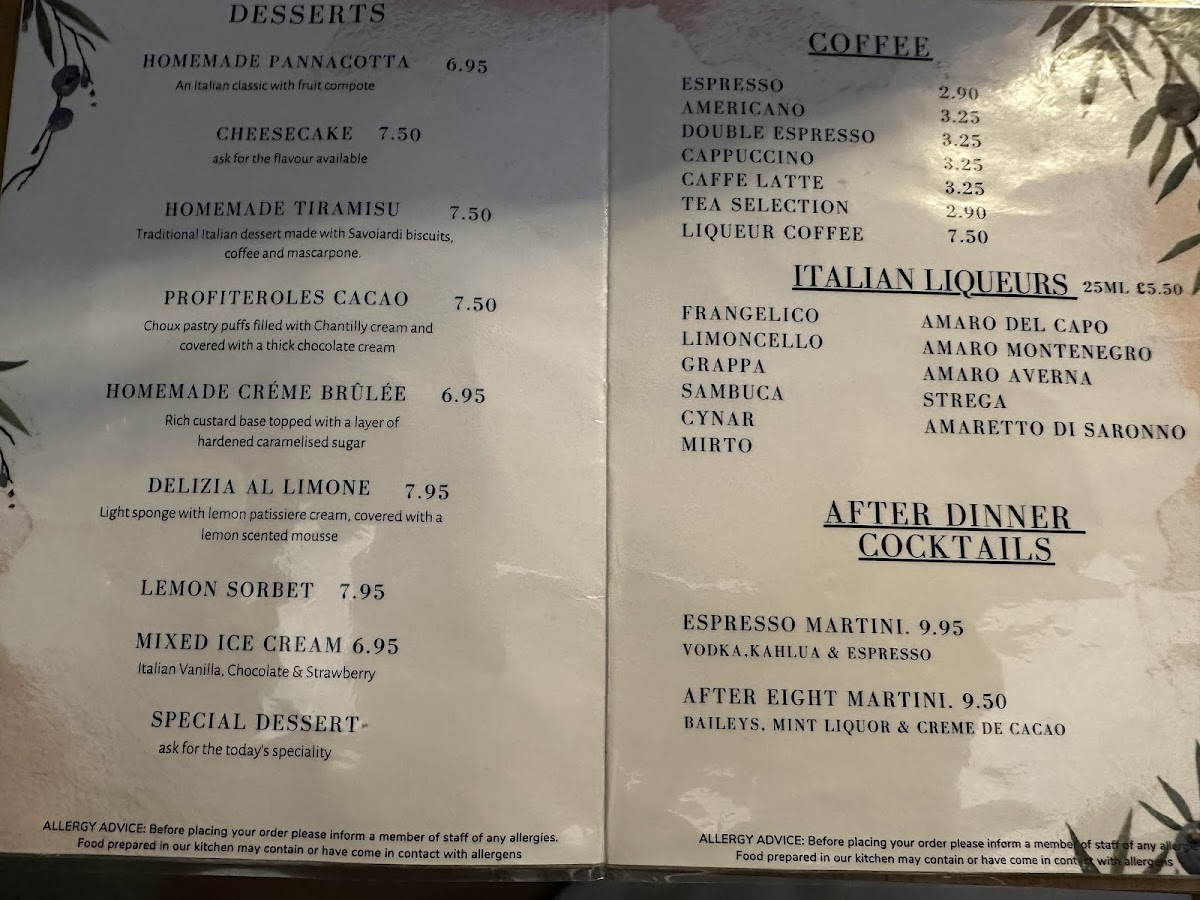 DESSERTS
HOMEMADE PANNACOTTA 6.95
An Italian classic with fruit compote
CHEESECAKE 7.50
ask for the flavour available
HOMEMADE TIRAMISU 7.50
Traditional Italian dessert made with Savoiardi biscuits,
coffee and mascarpone.
PROFITEROLES CACAO 7.50
Choux pastry puffs filled with Chantilly cream and
covered with a thick chocolate cream
HOMEMADE CRÉME BRÛLÉE 6.95
Rich custard base topped with a layer of
hardened caramelised sugar
DELIZIA AL LIMONE 7.95
Light sponge with lemon patissiere cream, covered with a
lemon scented mousse
LEMON SORBET 7.95
MIXED ICE CREAM 6.95
Italian Vanilla, Chocolate & Strawberry
SPECIAL DESSERT-
ask for the today's speciality
ALLERGY ADVICE: Before placing your order please inform a member of staff of any allergies.
Food prepared in our kitchen may contain or have come in contact with allergens
COFFEE
ESPRESSO 2.90
AMERICANO 3.25
DOUBLE ESPRESSO 3.25
CAPPUCCINO 3.25
CAFFE LATTE 3.25
TEA SELECTION 2.90
LIQUEUR COFFEE 7.50
ITALIAN LIQUEURS 25ML £5.50
FRANGELICO
LIMONCELLO
GRAPPA
SAMBUCA
CYNAR
MIRTO
AMARO DEL CAPO
AMARO MONTENEGRO
AMARO AVERNA
STREGA
AMARETTO DI SARONNO
AFTER DINNER
COCKTAILS
ESPRESSO MARTINI. 9.95
VODKA,KAHLUA & ESPRESSO
AFTER EIGHT MARTINI. 9.50
BAILEYS. MINT LIQUOR & CREME DE CACAO
ALLERGY ADVICE: Before placing your order please inform a member of staff of any
Food prepared in our kitchen may contain or have come in contact with allergens